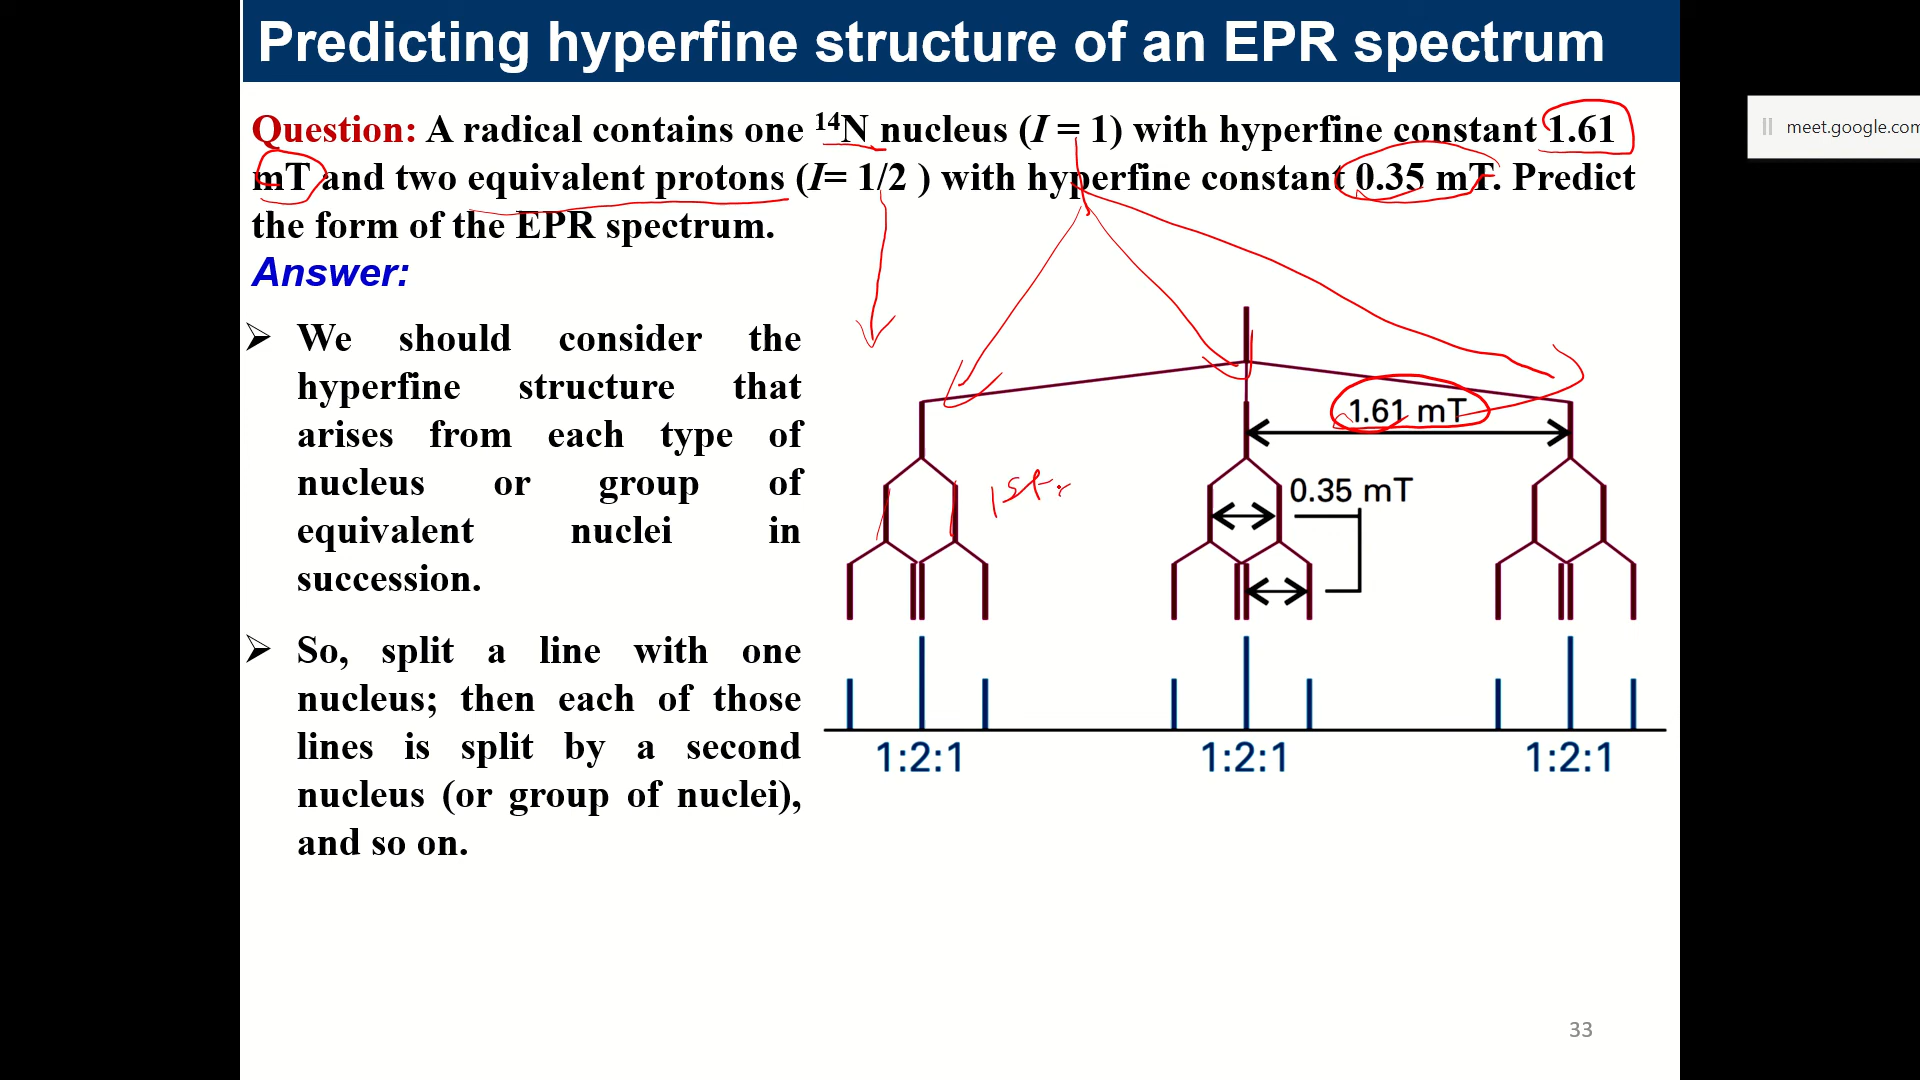 Predicting hyperfine structure of an EPR spectrum
Question: A radical contains one ¹⁴N nucleus (I = 1) with hyperfine constant 1.61
mT and two equivalent protons (I= 1/2 ) with hyperfine constant 0.35 mT. Predict
the form of the EPR spectrum.
Answer:
➢ We should consider the
hyperfine structure that
arises from each type of
nucleus or group of
equivalent nuclei in
succession.
➢ So, split a line with one
nucleus; then each of those
lines is split by a second
nucleus (or group of nuclei),
and so on.
1.61 mT
0.35 mT
1st
1:2:1 1:2:1 1:2:1
33
meet.google.com